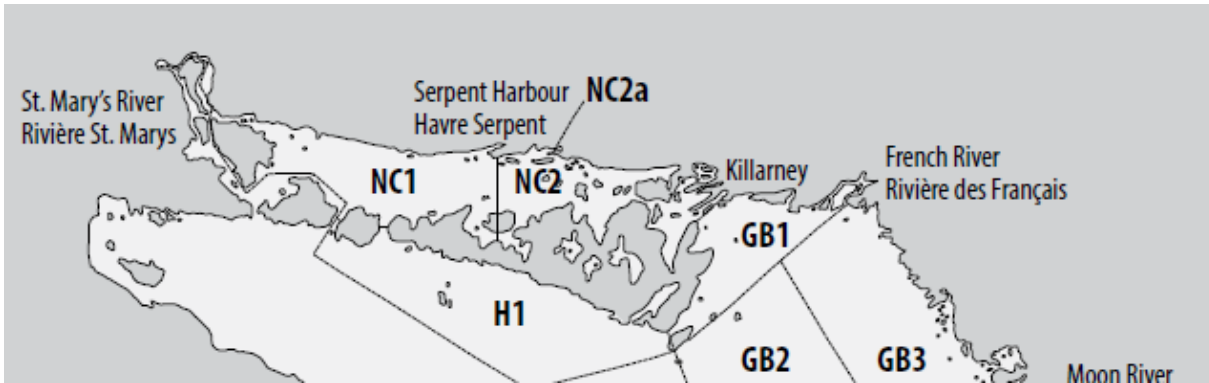 St. Mary's River
Rivière St. Marys
Serpent Harbour
Havre Serpent
NC2a
NC1
NC2
Killarney
French River
Rivière des Français
GB1
H1
GB2
GB3
Moon River